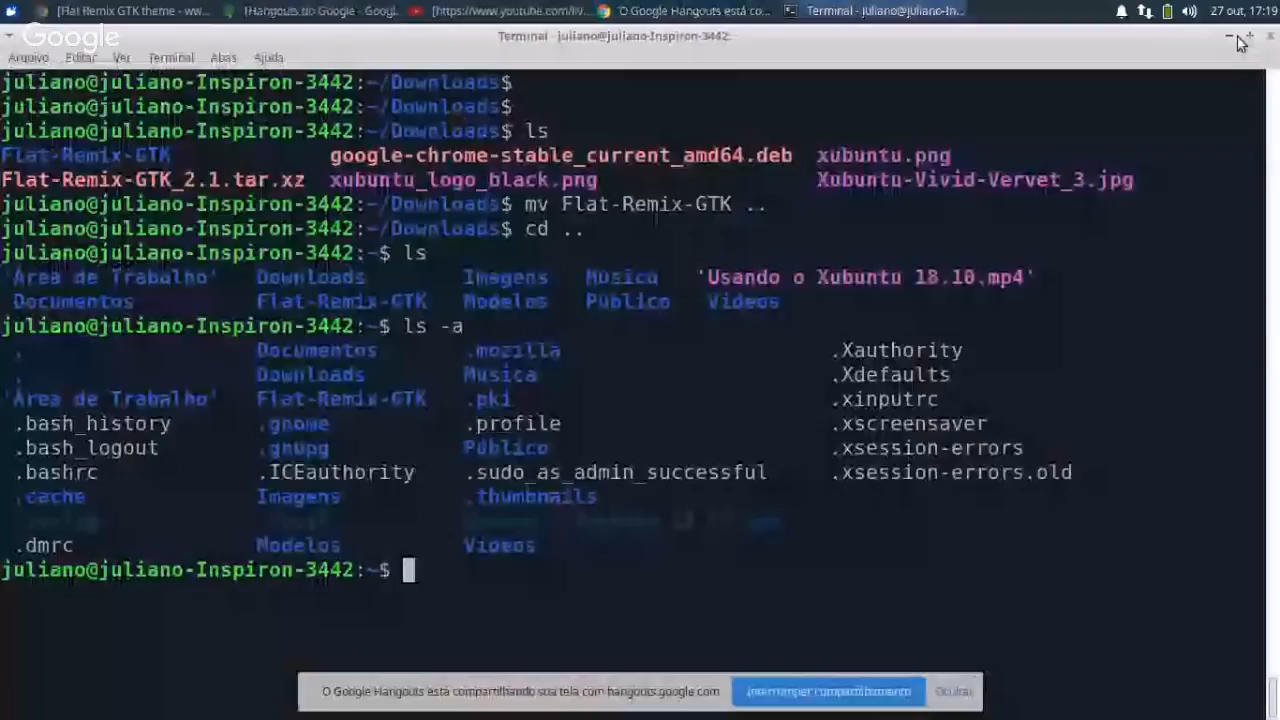 [Flat Remix GTK theme - ww... [Hangouts do Google - Googl... [https://www.youtube.com/liv... "O Google Hangouts está co... Terminal - juliano@juliano-In... 27 out, 17:19
Google
Terminal - juliano@juliano-Inspiron-3442:
Arquivo Editar Ver Terminal Abas Ajuda
juliano@juliano-Inspiron-3442:~/Downloads$
juliano@juliano-Inspiron-3442:~/Downloads$
juliano@juliano-Inspiron-3442:~/Downloads$ ls
Flat-Remix-GTK google-chrome-stable_current_amd64.deb xubuntu.png
Flat-Remix-GTK_2.1.tar.xz xubuntu_logo_black.png Xubuntu-Vivid-Vervet_3.jpg
juliano@juliano-Inspiron-3442:~/Downloads$ mv Flat-Remix-GTK ..
juliano@juliano-Inspiron-3442:~/Downloads$ cd ..
juliano@juliano-Inspiron-3442:~$ ls
'Área de Trabalho' Downloads Imagens Música 'Usando o Xubuntu 18.10.mp4'
Documentos Flat-Remix-GTK Modelos Público Vídeos
juliano@juliano-Inspiron-3442:~$ ls -a
. Documentos .mozilla .Xauthority
Downloads Música .Xdefaults
'Área de Trabalho' Flat-Remix-GTK .pki .xinputrc
.bash_history .gnome .profile .xscreensaver
.bash_logout .gnupg Público .xsession-errors
.bashrc .ICEauthority .sudo_as_admin_successful .xsession-errors.old
.cache Imagens .thumbnails
.dmrc Modelos Vídeos
juliano@juliano-Inspiron-3442:~$
O Google Hangouts está compartilhando sua tela com hangouts.google.com Interromper compartilhamento Ocultar